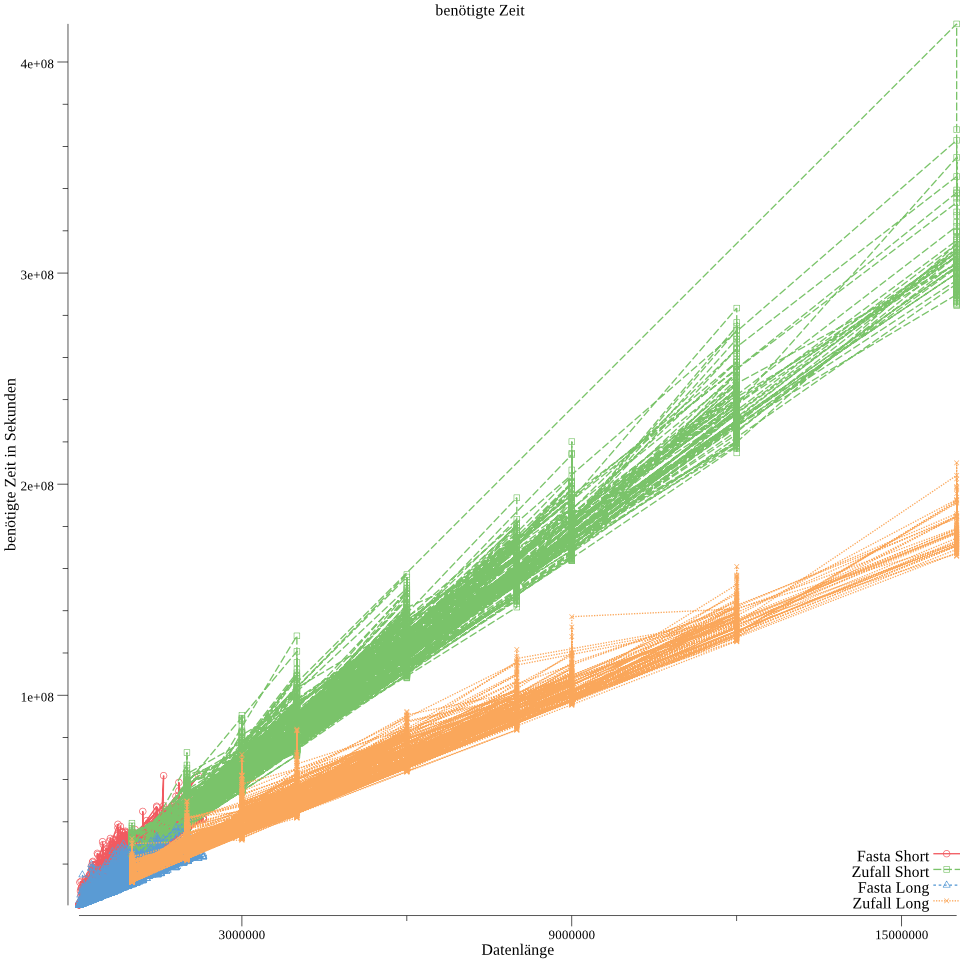 benötigte Zeit
4e+08
3e+08
2e+08
1e+08
benötigte Zeit in Sekunden
Fasta Short
Zufall Short
Fasta Long
Zufall Long
3000000
9000000
15000000
Datenlänge